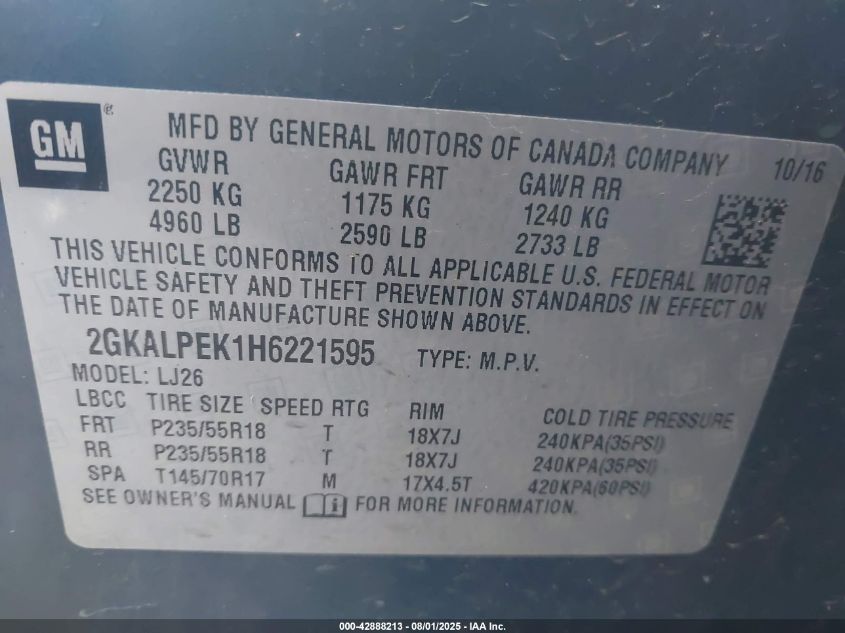 GM
MFD BY GENERAL MOTORS OF CANADA COMPANY 10/16
GVWR GAWR FRT GAWR RR
2250 KG 1175 KG 1240 KG
4960 LB 2590 LB 2733 LB
THIS VEHICLE CONFORMS TO ALL APPLICABLE U.S. FEDERAL MOTOR
VEHICLE SAFETY AND THEFT PREVENTION STANDARDS IN EFFECT ON
THE DATE OF MANUFACTURE SHOWN ABOVE.
2GKALPEK1H6221595 TYPE: M.P.V.
MODEL: LJ26
LBCC TIRE SIZE SPEED RTG RIM COLD TIRE PRESSURE
FRT P235/55R18 T 18X7J 240KPA(35PSI)
RR P235/55R18 T 18X7J 240KPA(35PSI)
SPA T145/70R17 M 17X4.5T 420KPA(60PSI)
SEE OWNER'S MANUAL FOR MORE INFORMATION.
000-42888213 - 08/01/2025 - IAA Inc.